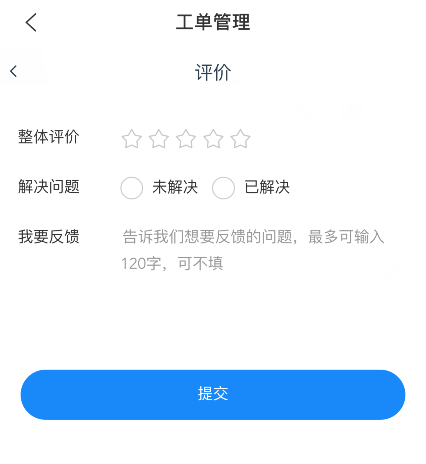 工单管理
评价
整体评价
解决问题 未解决 已解决
我要反馈 告诉我们想要反馈的问题，最多可输入
120字，可不填
提交